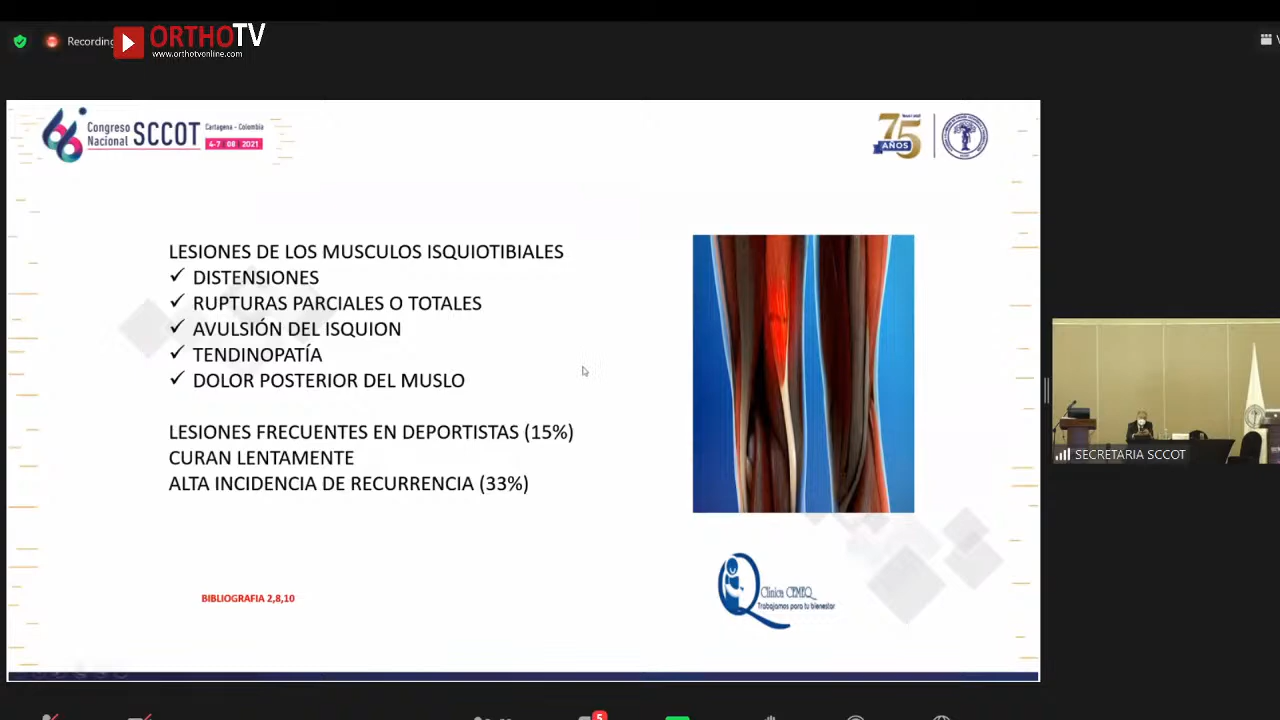 Recording
ORTHOTV
www.orthotvonline.com
Congreso
Nacional SCCOT
Cartagena - Colombia
4-7 08 2021
75
AÑOS
LESIONES DE LOS MUSCULOS ISQUIOTIBIALES
✓ DISTENSIONES
✓ RUPTURAS PARCIALES O TOTALES
✓ AVULSIÓN DEL ISQUION
✓ TENDINOPATÍA
✓ DOLOR POSTERIOR DEL MUSLO
LESIONES FRECUENTES EN DEPORTISTAS (15%)
CURAN LENTAMENTE
ALTA INCIDENCIA DE RECURRENCIA (33%)
BIBLIOGRAFIA 2,8,10
Clínica CEMEQ
Trabajamos para tu bienestar
SECRETARIA SCCOT
5